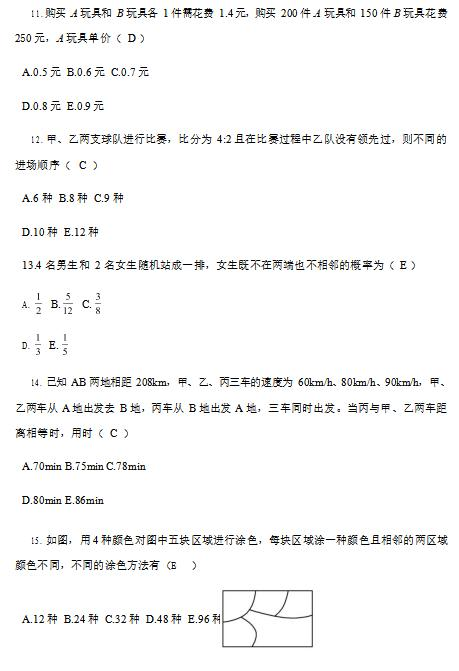 11.购买 A 玩具和 B 玩具各 1 件需花费 1.4 元，购买 200 件 A 玩具和 150 件 B 玩具花费
250 元，A 玩具单价（ D ）
A.0.5 元 B.0.6 元 C.0.7 元
D.0.8 元 E.0.9 元
12. 甲、乙两支球队进行比赛，比分为 4:2 且在比赛过程中乙队没有领先过，则不同的
进场顺序（ C ）
A.6 种 B.8 种 C.9 种
D.10 种 E.12 种
13.4 名男生和 2 名女生随机站成一排，女生既不在两端也不相邻的概率为（ E ）
A. 1/2 B. 5/12 C. 3/8
D. 1/3 E. 1/5
14. 已知 AB 两地相距 208km，甲、乙、丙三车的速度为 60km/h、80km/h、90km/h，甲、
乙两车从 A 地出发去 B 地，丙车从 B 地出发 A 地，三车同时出发。当丙与甲、乙两车距
离相等时，用时（ C ）
A.70min B.75min C.78min
D.80min E.86min
15. 如图，用 4 种颜色对图中五块区域进行涂色，每块区域涂一种颜色且相邻的两区域
颜色不同，不同的涂色方法有（E ）
A.12 种 B.24 种 C.32 种 D.48 种 E.96 种